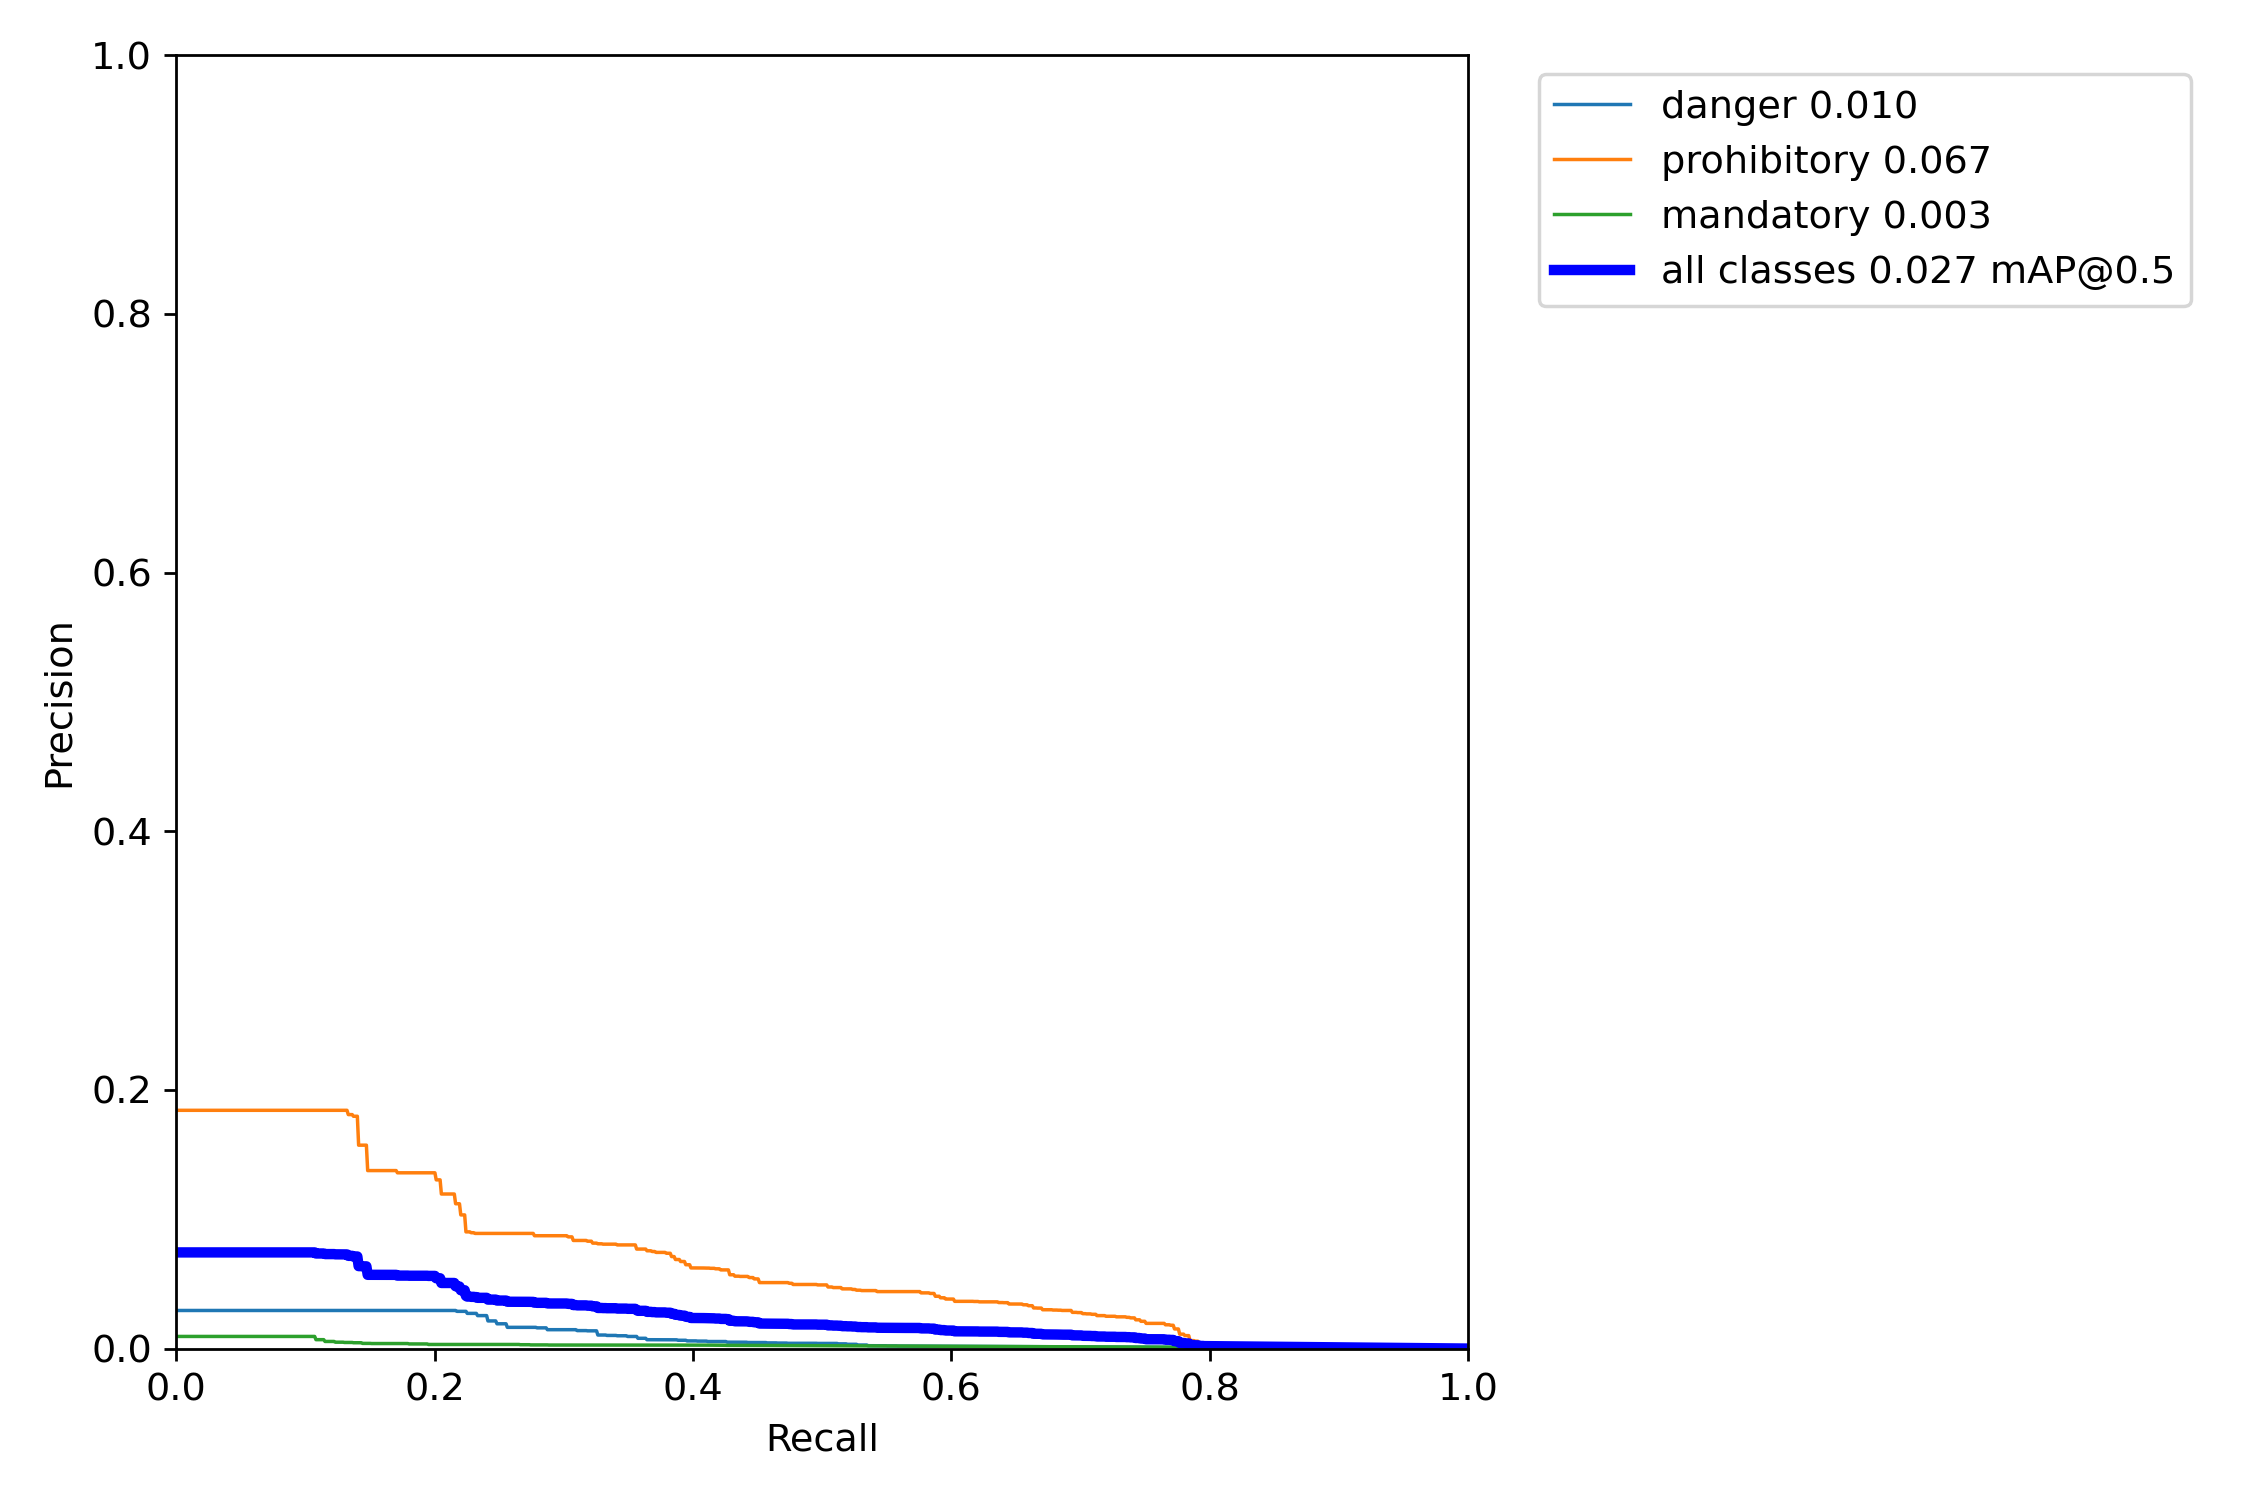 1.0
0.8
0.6
0.4
0.2
0.0
Precision
0.0 0.2 0.4 0.6 0.8 1.0
Recall
danger 0.010
prohibitory 0.067
mandatory 0.003
all classes 0.027 mAP@0.5